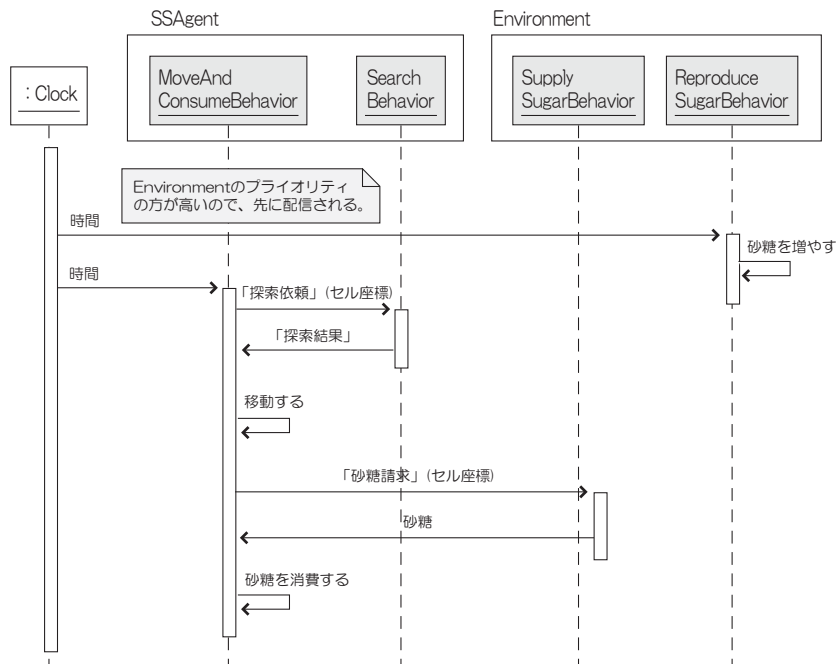 SSAgent
Environment
: Clock
MoveAnd
ConsumeBehavior
Search
Behavior
Supply
SugarBehavior
Reproduce
SugarBehavior
Environmentのプライオリティ
の方が高いので、先に配信される。
時間
砂糖を増やす
時間
「探索依頼」(セル座標)
「探索結果」
移動する
「砂糖請求」(セル座標)
砂糖
砂糖を消費する